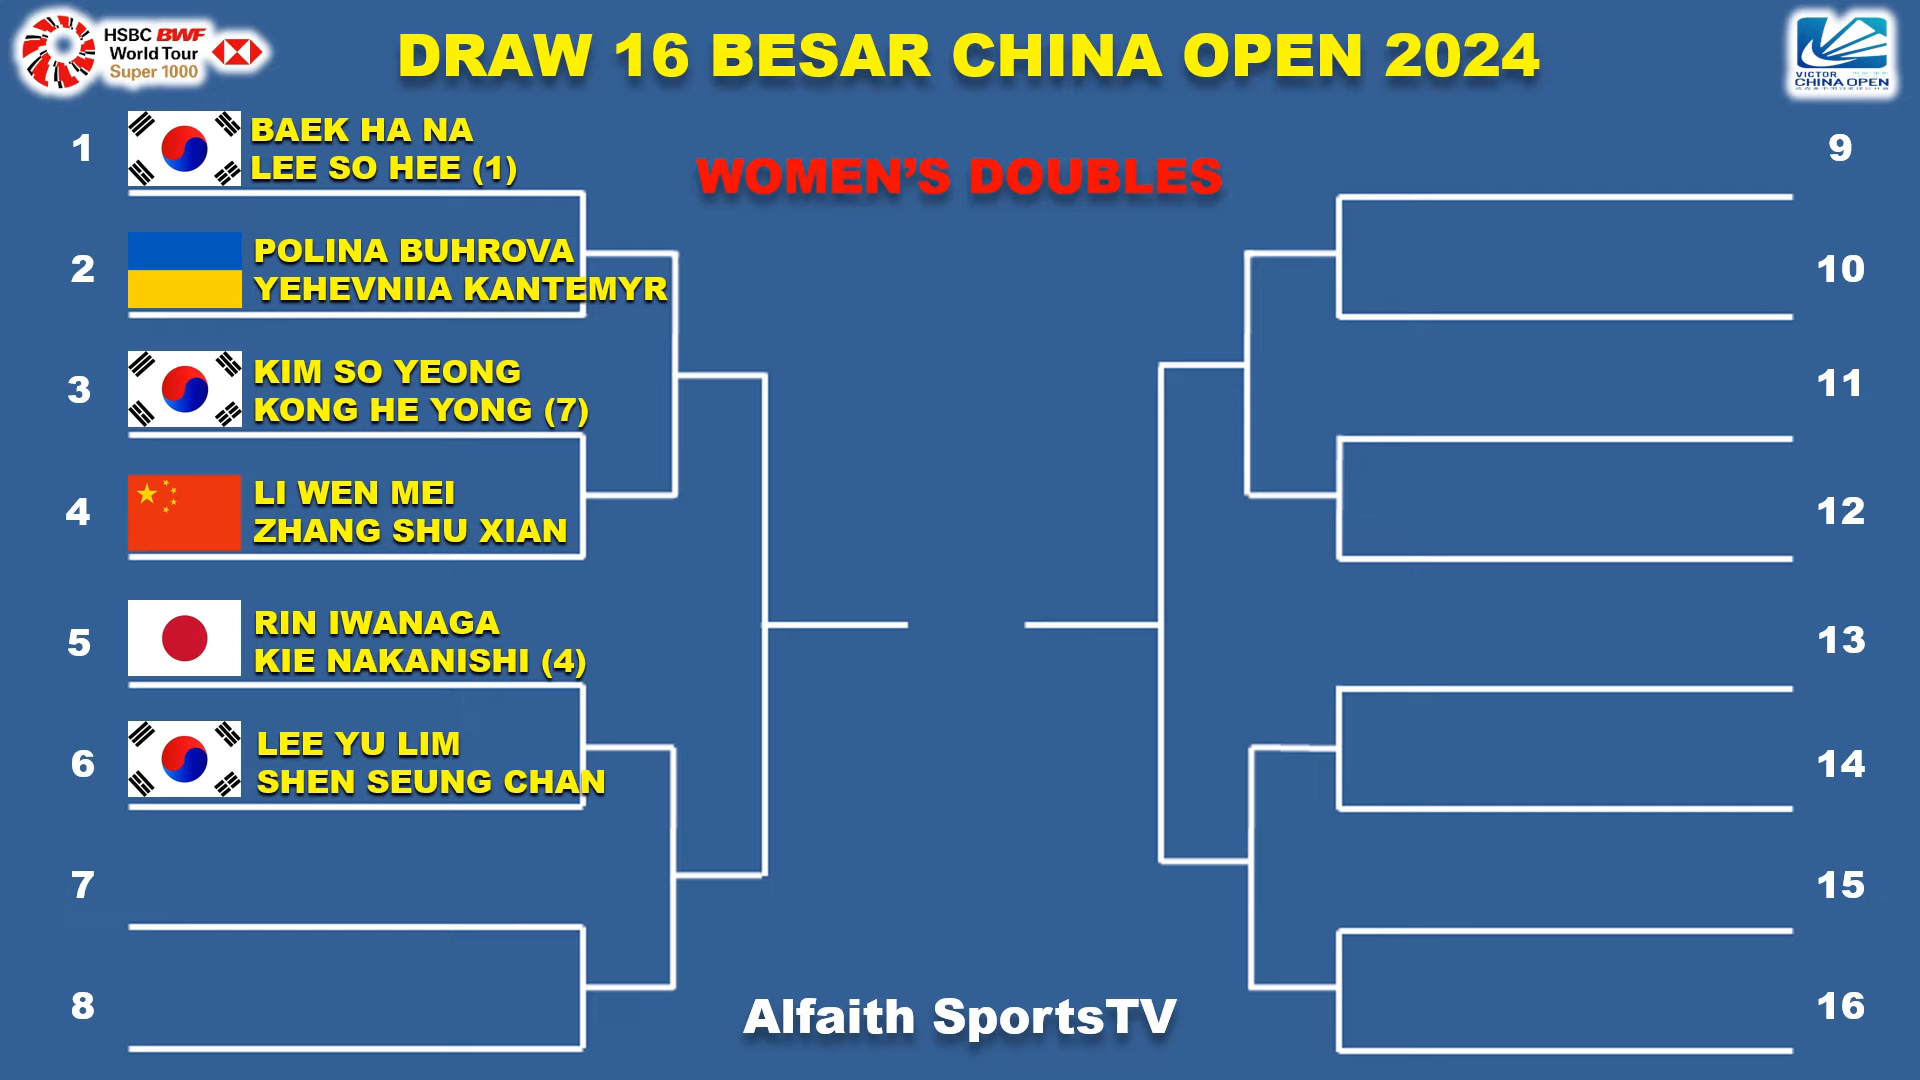 HSBC BWF
World Tour
Super 1000
DRAW 16 BESAR CHINA OPEN 2024
VICTOR
CHINA OPEN
WOMEN'S DOUBLES
1
BAEK HA NA
LEE SO HEE (1)
2
POLINA BUHROVA
YEHEVNIIA KANTEMYR
3
KIM SO YEONG
KONG HE YONG (7)
4
LI WEN MEI
ZHANG SHU XIAN
5
RIN IWANAGA
KIE NAKANISHI (4)
6
LEE YU LIM
SHEN SEUNG CHAN
7
8
9
10
11
12
13
14
15
16
Alfaith SportsTV